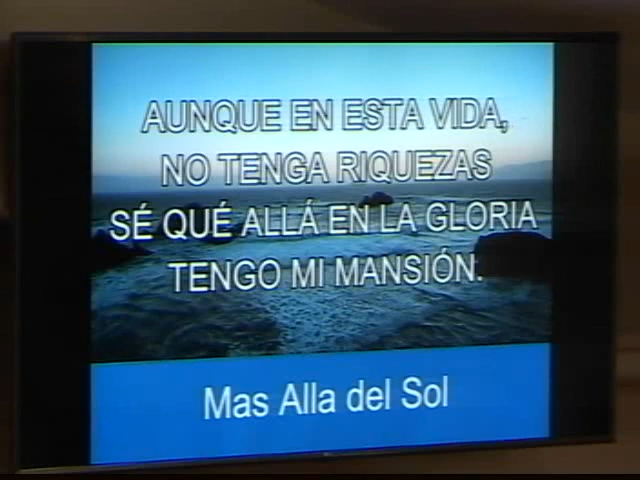 AUNQUE EN ESTA VIDA,
NO TENGA RIQUEZAS
SÉ QUÉ ALLÁ EN LA GLORIA
TENGO MI MANSIÓN.
Mas Alla del Sol